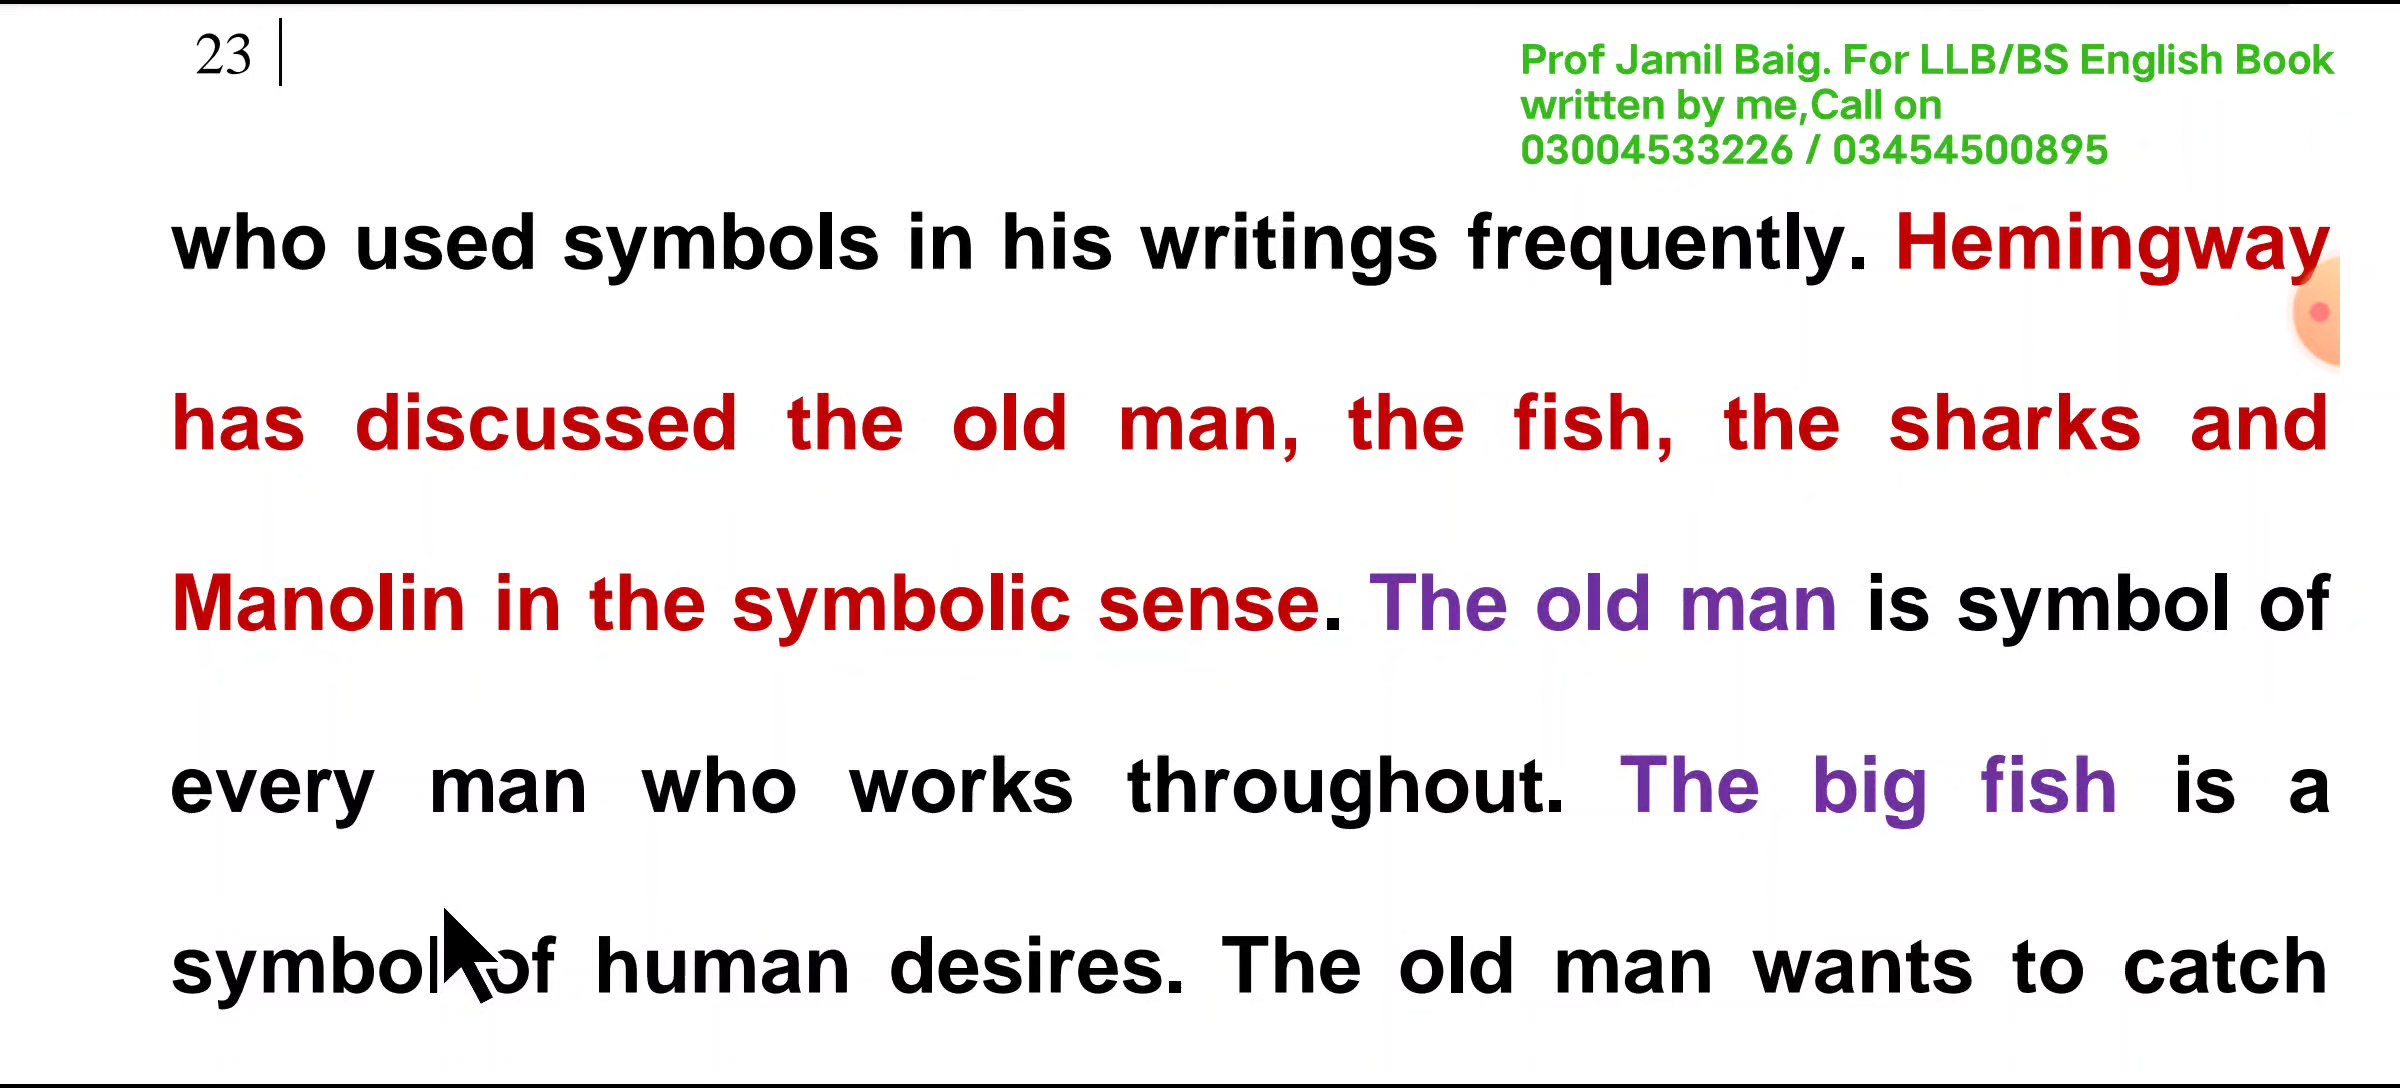 23
Prof Jamil Baig. For LLB/BS English Book
written by me,Call on
03004533226 / 03454500895
who used symbols in his writings frequently. Hemingway
has discussed the old man, the fish, the sharks and
Manolin in the symbolic sense. The old man is symbol of
every man who works throughout. The big fish is a
symbol of human desires. The old man wants to catch